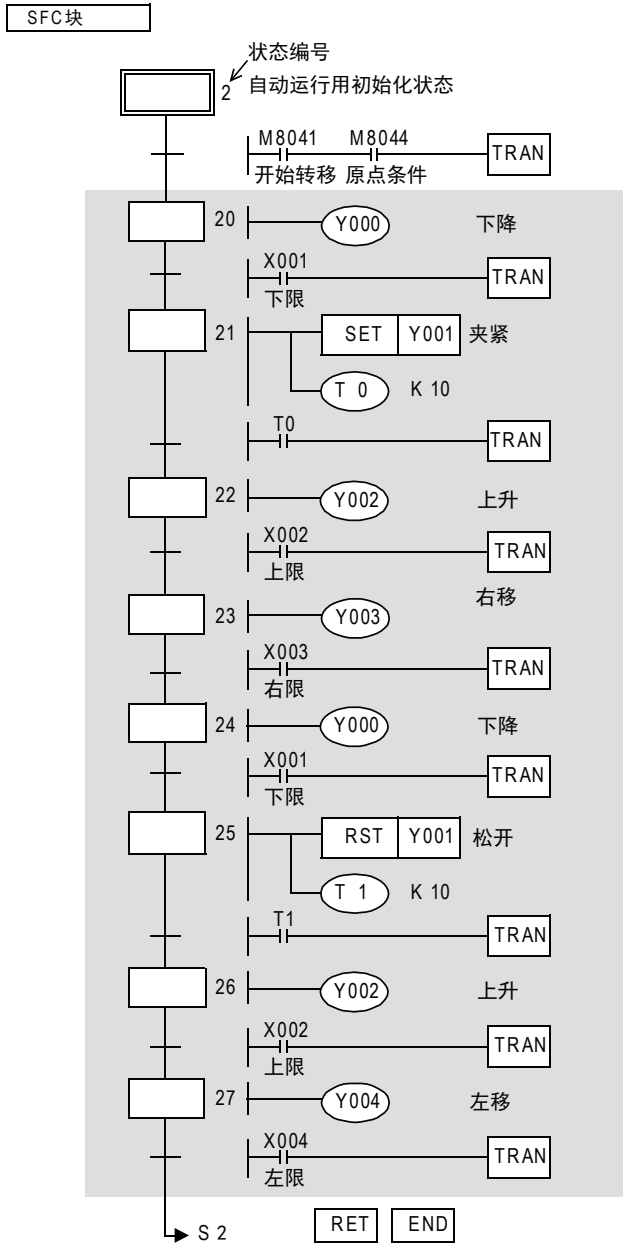 SFC块
状态编号
2 自动运行用初始化状态
M8041 M8044
TRAN
开始转移 原点条件
20 Y000 下降
X001
TRAN
下限
21 SET Y001 夹紧
T 0 K 10
T0
TRAN
22 Y002 上升
X002
TRAN
上限
右移
23 Y003
X003
TRAN
右限
24 Y000 下降
X001
TRAN
下限
25 RST Y001 松开
T 1 K 10
T1
TRAN
26 Y002 上升
X002
TRAN
上限
27 Y004 左移
X004
TRAN
左限
S 2 RET END